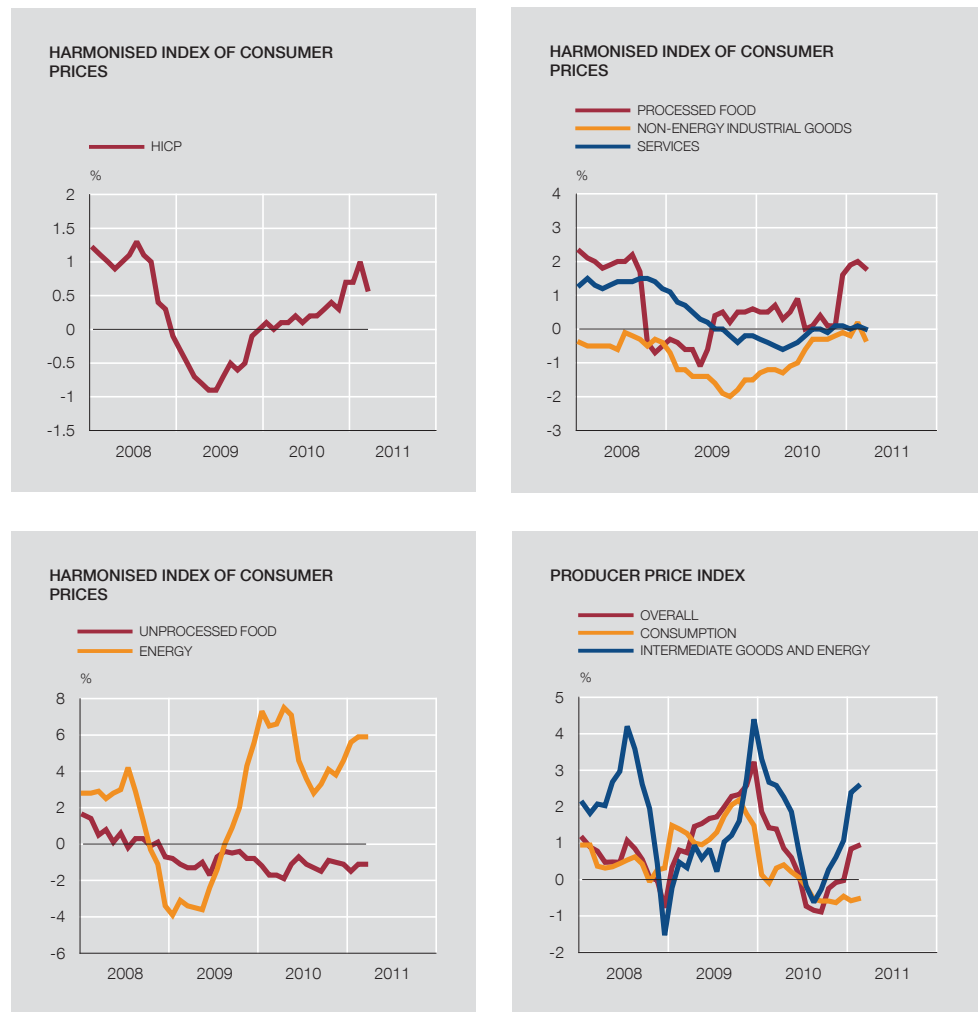 HARMONISED INDEX OF CONSUMER
PRICES
HICP
%
2
1.5
1
0.5
0
-0.5
-1
-1.5
2008 2009 2010 2011
HARMONISED INDEX OF CONSUMER
PRICES
PROCESSED FOOD
NON-ENERGY INDUSTRIAL GOODS
SERVICES
%
4
3
2
1
0
-1
-2
-3
2008 2009 2010 2011
HARMONISED INDEX OF CONSUMER
PRICES
UNPROCESSED FOOD
ENERGY
%
8
6
4
2
0
-2
-4
-6
2008 2009 2010 2011
PRODUCER PRICE INDEX
OVERALL
CONSUMPTION
INTERMEDIATE GOODS AND ENERGY
%
5
4
3
2
1
0
-1
-2
2008 2009 2010 2011